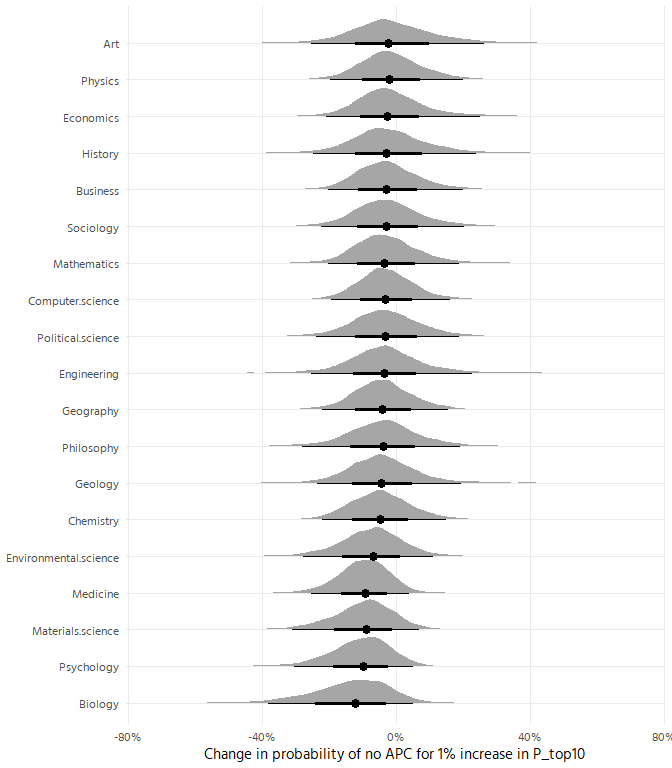 Art
Physics
Economics
History
Business
Sociology
Mathematics
Computer.science
Political.science
Engineering
Geography
Philosophy
Geology
Chemistry
Environmental.science
Medicine
Materials.science
Psychology
Biology
-80% -40% 0% 40% 80%
Change in probability of no APC for 1% increase in P_top10